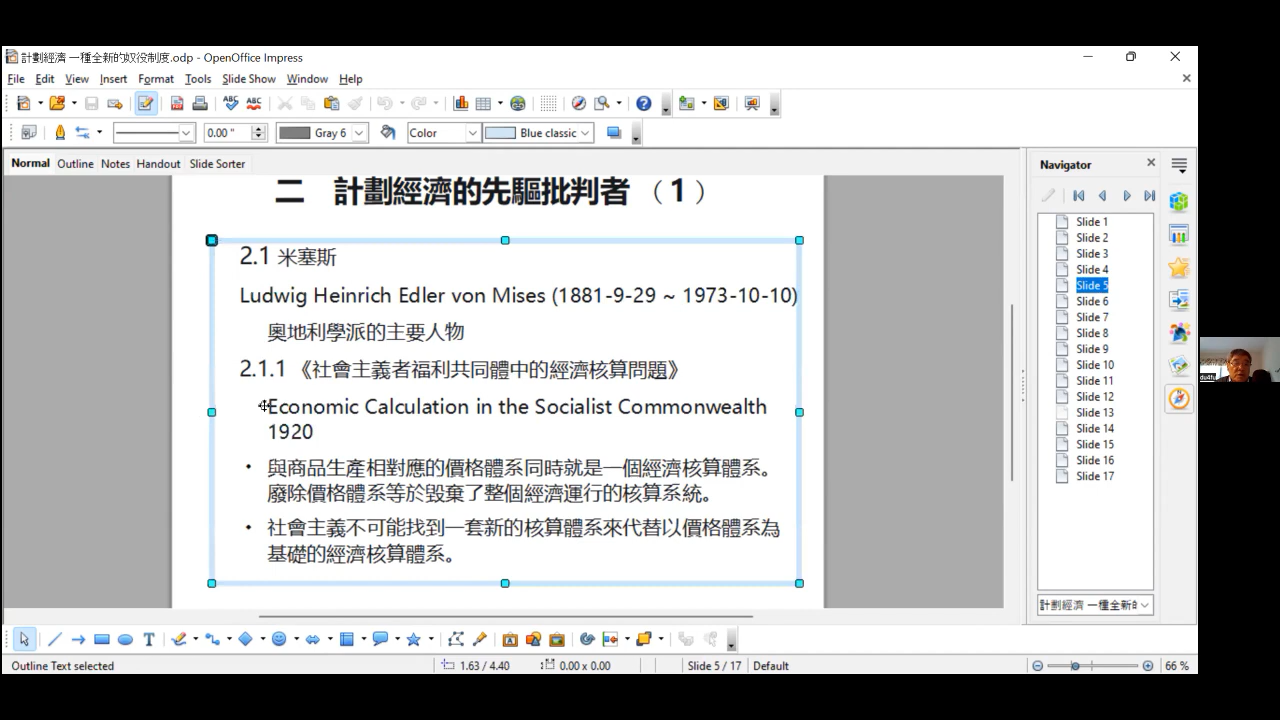 計劃經濟 一種全新的奴役制度.odp - OpenOffice Impress
File Edit View Insert Format Tools Slide Show Window Help
0.00 " Gray 6 Color Blue classic
Normal Outline Notes Handout Slide Sorter
Navigator
二 計劃經濟的先驅批判者（1）
2.1 米塞斯
Ludwig Heinrich Edler von Mises (1881-9-29 ~ 1973-10-10)
奧地利學派的主要人物
2.1.1 《社會主義者福利共同體中的經濟核算問題》
Economic Calculation in the Socialist Commonwealth
1920
• 與商品生產相對應的價格體系同時就是一個經濟核算體系。
廢除價格體系等於毀棄了整個經濟運行的核算系統。
• 社會主義不可能找到一套新的核算體系來代替以價格體系為
基礎的經濟核算體系。
Slide 1
Slide 2
Slide 3
Slide 4
Slide 5
Slide 6
Slide 7
Slide 8
Slide 9
Slide 10
Slide 11
Slide 12
Slide 13
Slide 14
Slide 15
Slide 16
Slide 17
計劃經濟 一種全新的
Outline Text selected
1.63 / 4.40 0.00 x 0.00 Slide 5 / 17 Default 66 %